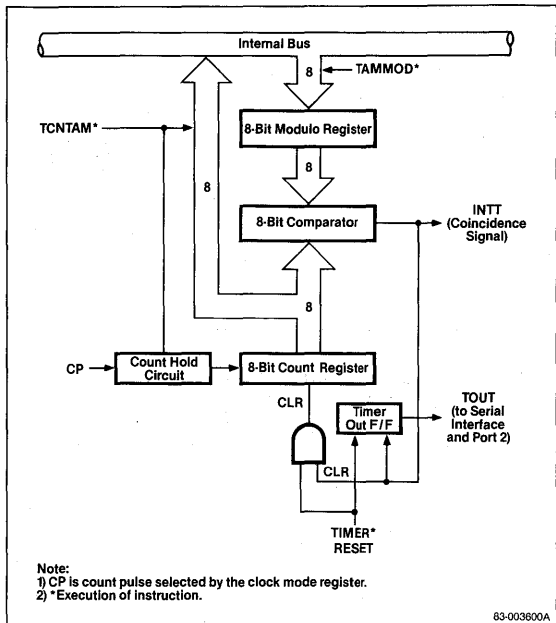 Internal Bus
8
TAMMOD*
TCNTAM*
8-Bit Modulo Register
8
8
INTT
(Coincidence
Signal)
8-Bit Comparator
8
CP
Count Hold
Circuit
8-Bit Count Register
CLR
TOUT
(to Serial
Interface
and Port 2)
Timer
Out F/F
CLR
TIMER*
RESET
Note:
1) CP is count pulse selected by the clock mode register.
2) *Execution of instruction.
83-003600A